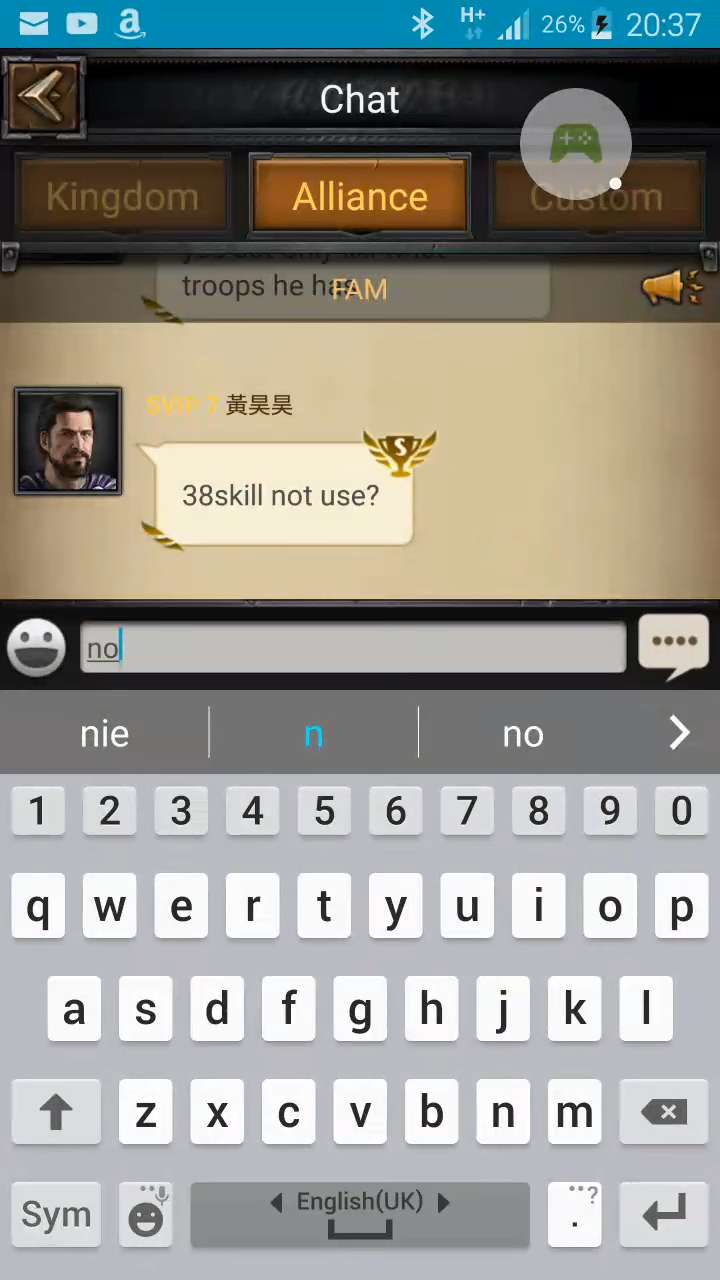 H+
26%
20:37
Chat
Kingdom
Alliance
Custom
troops he has
FAM
SVIP 7 黃昊昊
S
38skill not use?
no
nie
n
no
1 2 3 4 5 6 7 8 9 0
q w e r t y u i o p
a s d f g h j k l
z x c v b n m
Sym
English(UK)
. ?